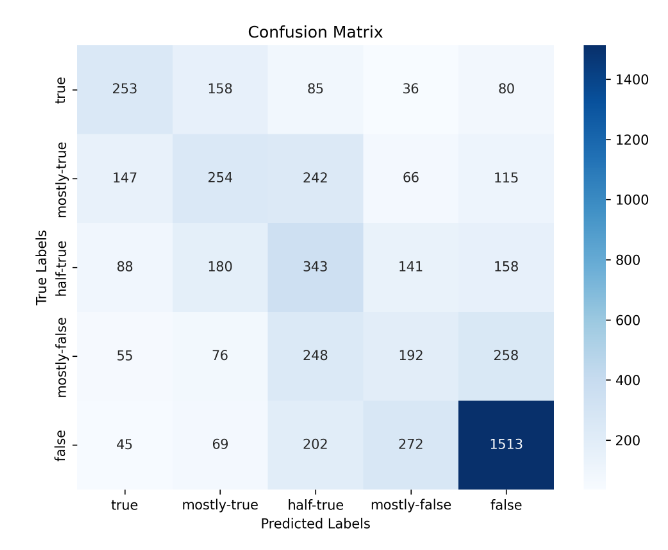 Confusion Matrix
true 253 158 85 36 80
mostly-true 147 254 242 66 115
half-true 88 180 343 141 158
mostly-false 55 76 248 192 258
false 45 69 202 272 1513
true mostly-true half-true mostly-false false
Predicted Labels
True Labels
1400
1200
1000
800
600
400
200